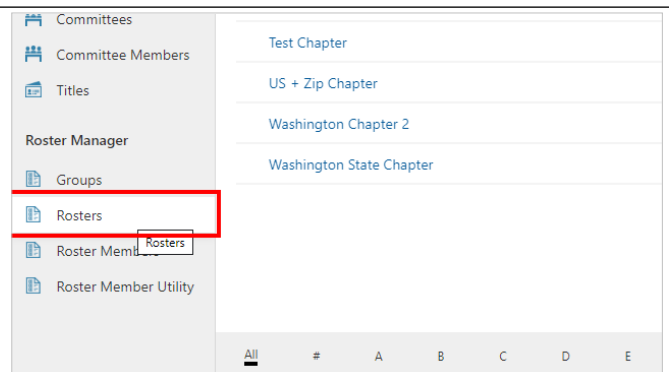 Committees
Committee Members
Titles
Roster Manager
Groups
Rosters
Rosters
Roster Members
Roster Member Utility
Test Chapter
US + Zip Chapter
Washington Chapter 2
Washington State Chapter
All # A B C D E